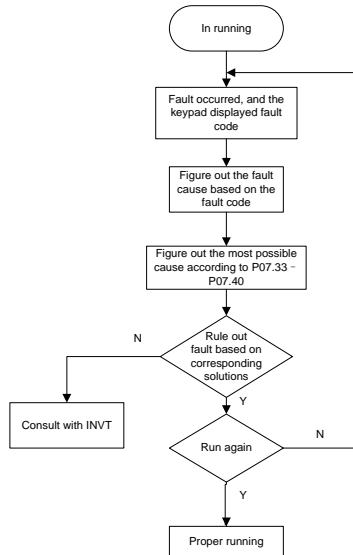 In running
Fault occurred, and the
keypad displayed fault
code
Figure out the fault
cause based on the
fault code
Figure out the most possible
cause according to P07.33–
P07.40
N
Rule out
fault based on
corresponding
solutions
Y
Consult with INVT
Run again
N
Y
Proper running